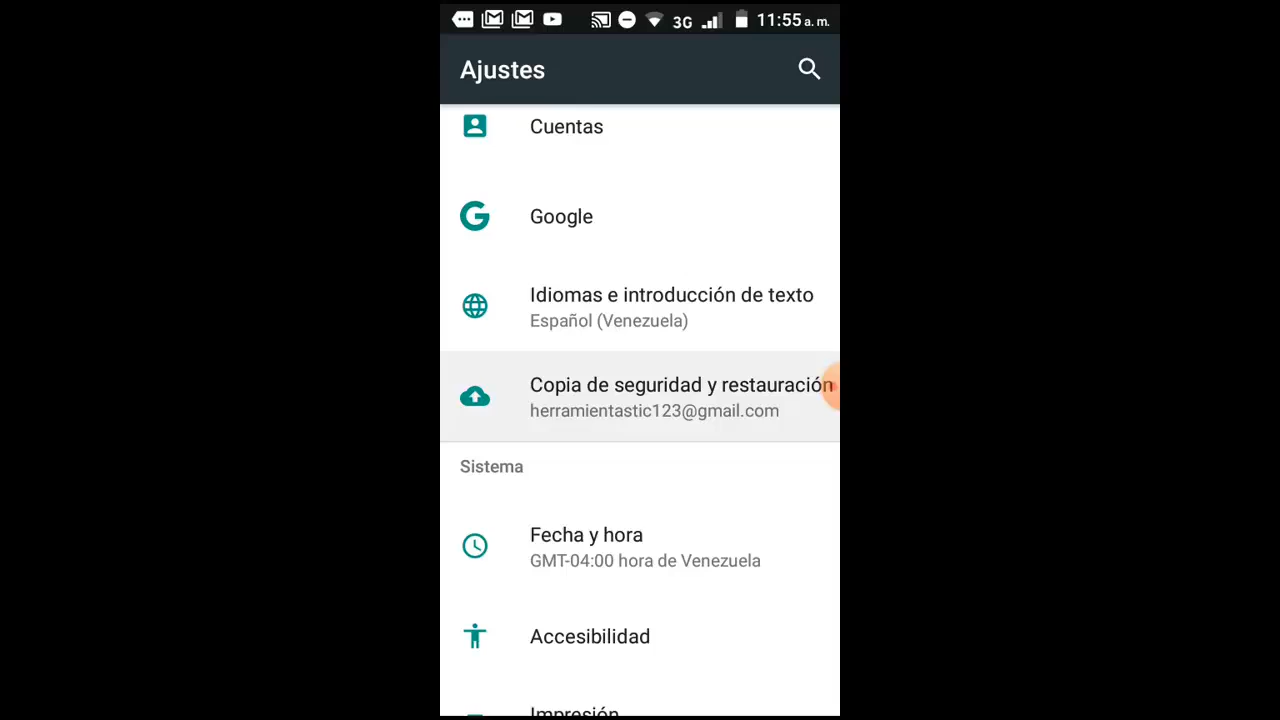 3G 11:55 a. m.
Ajustes
Cuentas
Google
Idiomas e introducción de texto
Español (Venezuela)
Copia de seguridad y restauración
herramientastic123@gmail.com
Sistema
Fecha y hora
GMT-04:00 hora de Venezuela
Accesibilidad
Impresión